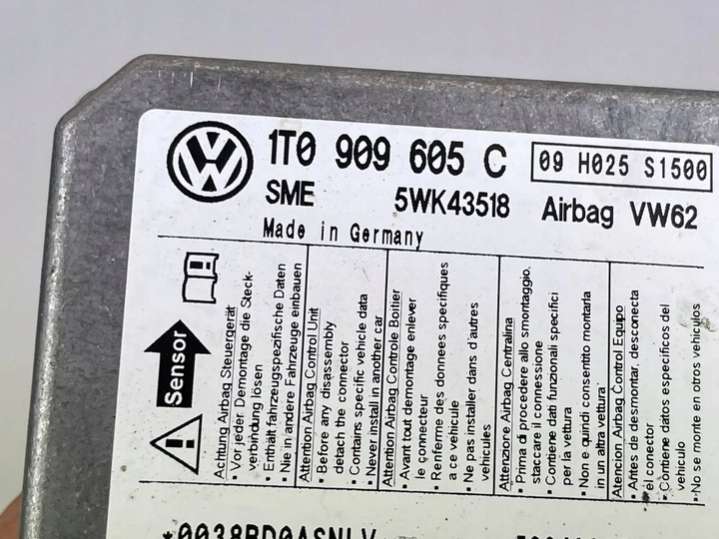 1T0 909 605 C
09 H025 S1500
SME
5WK43518
Airbag VW62
Made in Germany
Sensor
Achtung Airbag Steuergerät
• Vor jeder Demontage die Steck-
verbindung lösen
• Enthält fahrzeugspezifische Daten
• Nie in andere Fahrzeuge einbauen
Attention Airbag Control Unit
• Before any disassembly
detach the connector
• Contains specific vehicle data
• Never install in another car
Attention Airbag Controle Boitier
• Avant tout demontage enlever
le connecteur
• Renferme des donnees specifiques
a ce vehicule
• Ne pas installer dans d'autres
vehicules
Attenzione Airbag Centralina
• Prima di procedere allo smontaggio,
staccare il connessione
• Contiene dati funzionali specifici
per la vettura
• Non e quindi consentito montarla
in un altra vettura
Atencion Airbag Control Equipo
• Antes de desmontar, desconecta
el conector
• Contiene datos especificos del
vehiculo
• No se monte en otros vehiculos